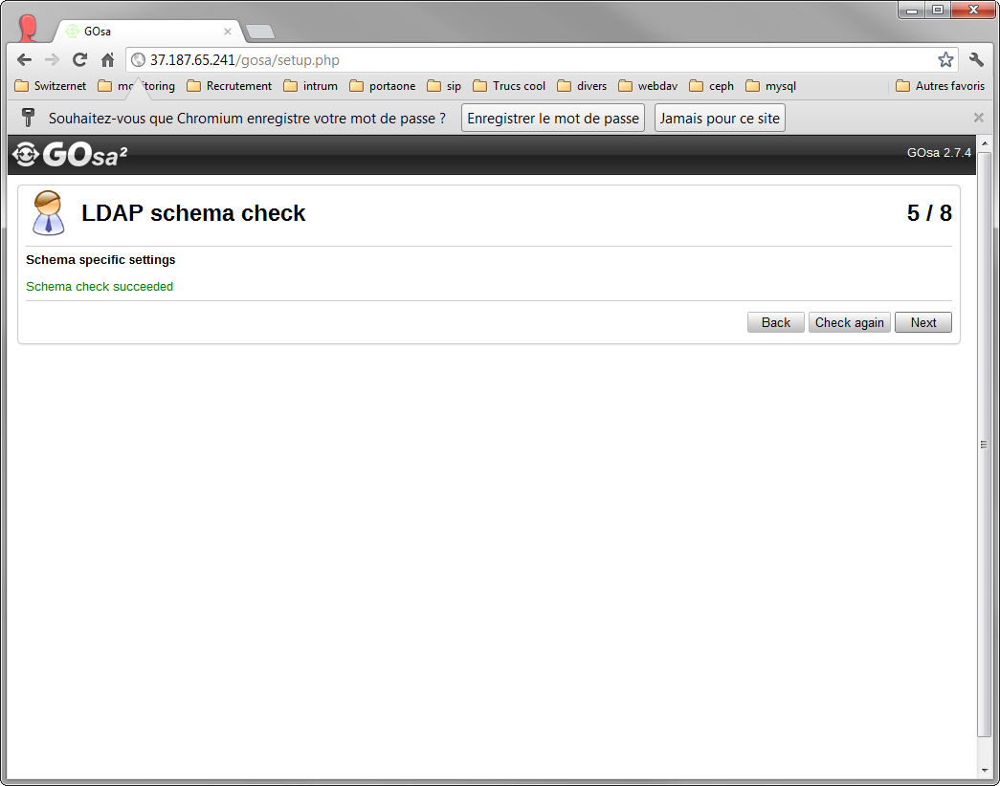 GOsa
37.187.65.241/gosa/setup.php
Switzernet mo itoring Recrutement intrum portaone sip Trucs cool divers webdav ceph mysql Autres favoris
Souhaitez-vous que Chromium enregistre votre mot de passe ? Enregistrer le mot de passe Jamais pour ce site
GOsa² GOsa 2.7.4
LDAP schema check 5 / 8
Schema specific settings
Schema check succeeded
Back Check again Next